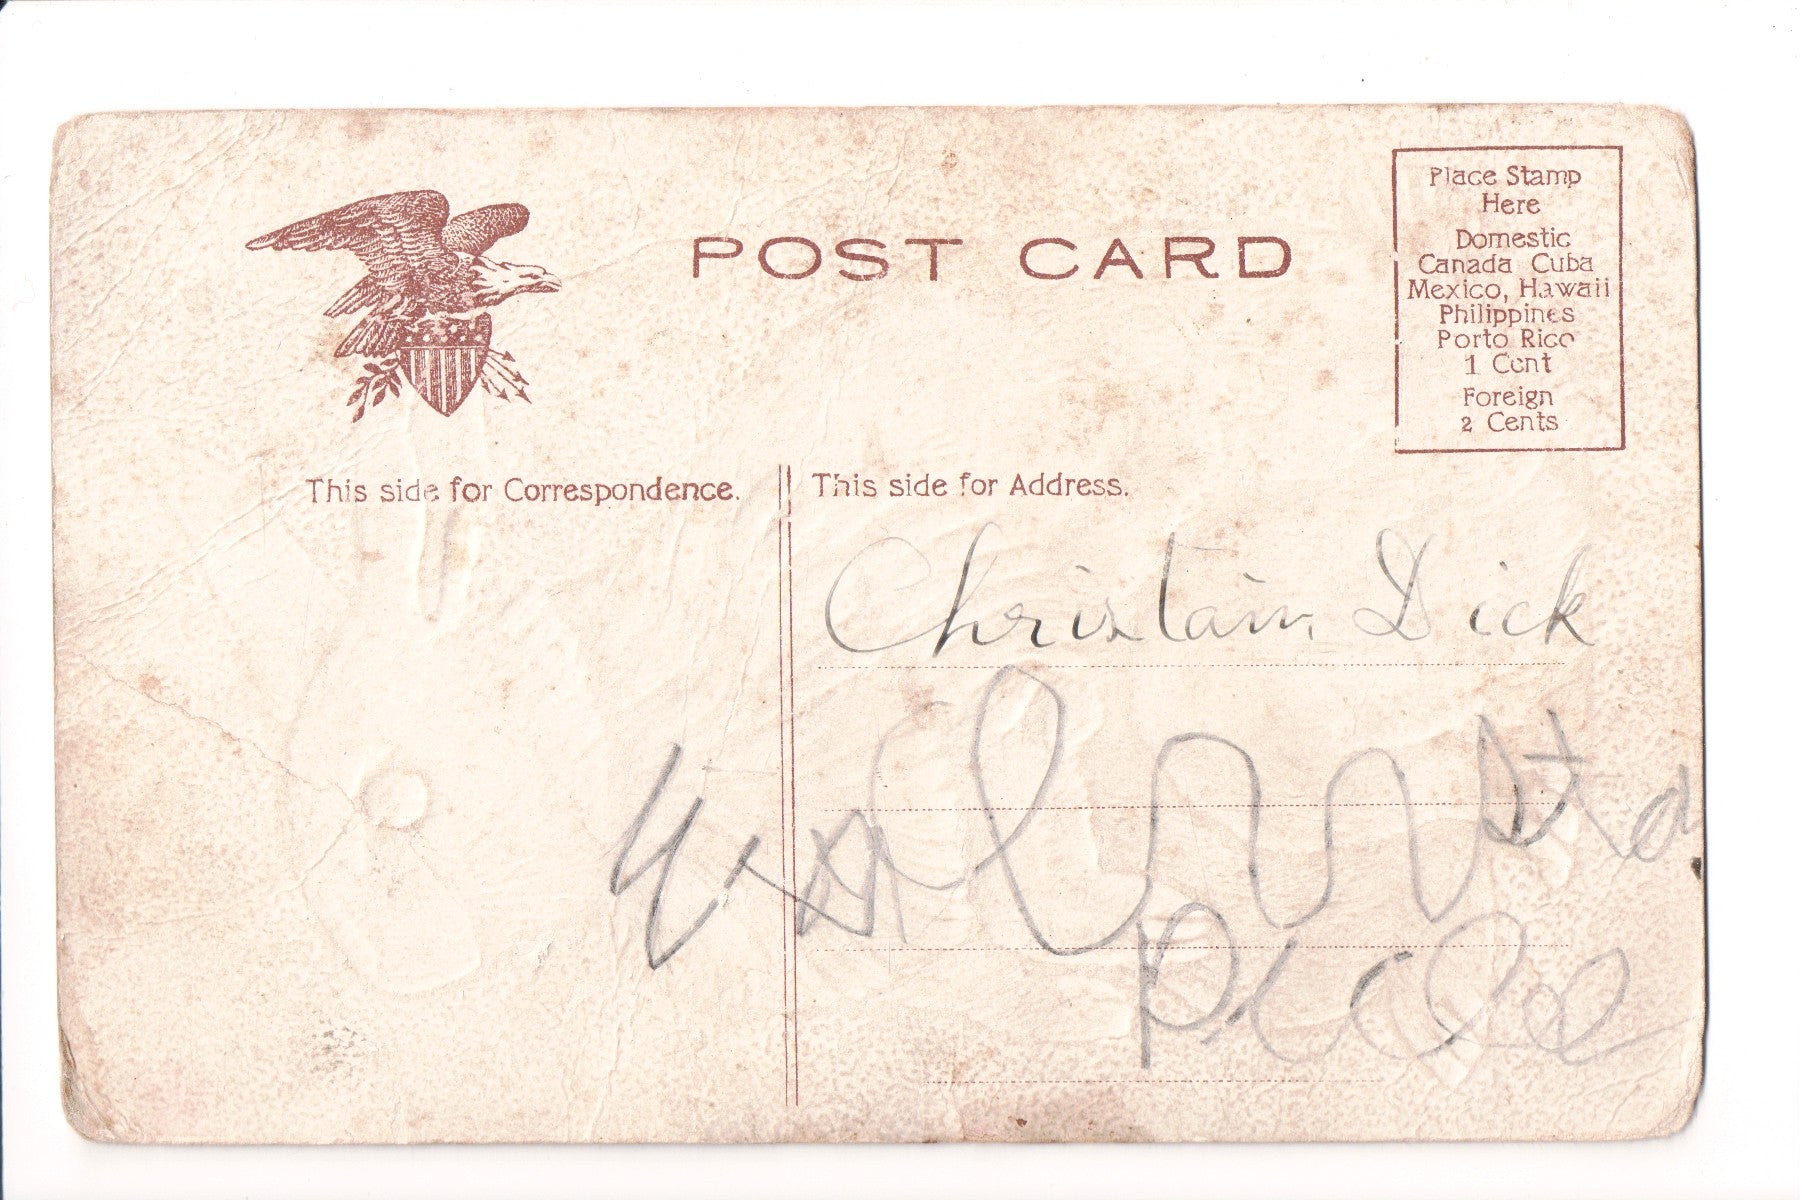 POST CARD
Place Stamp
Here
Domestic
Canada Cuba
Mexico, Hawaii
Philippines
Porto Rico
1 Cent
Foreign
2 Cents
This side for Correspondence.
This side for Address.
Christain Dick